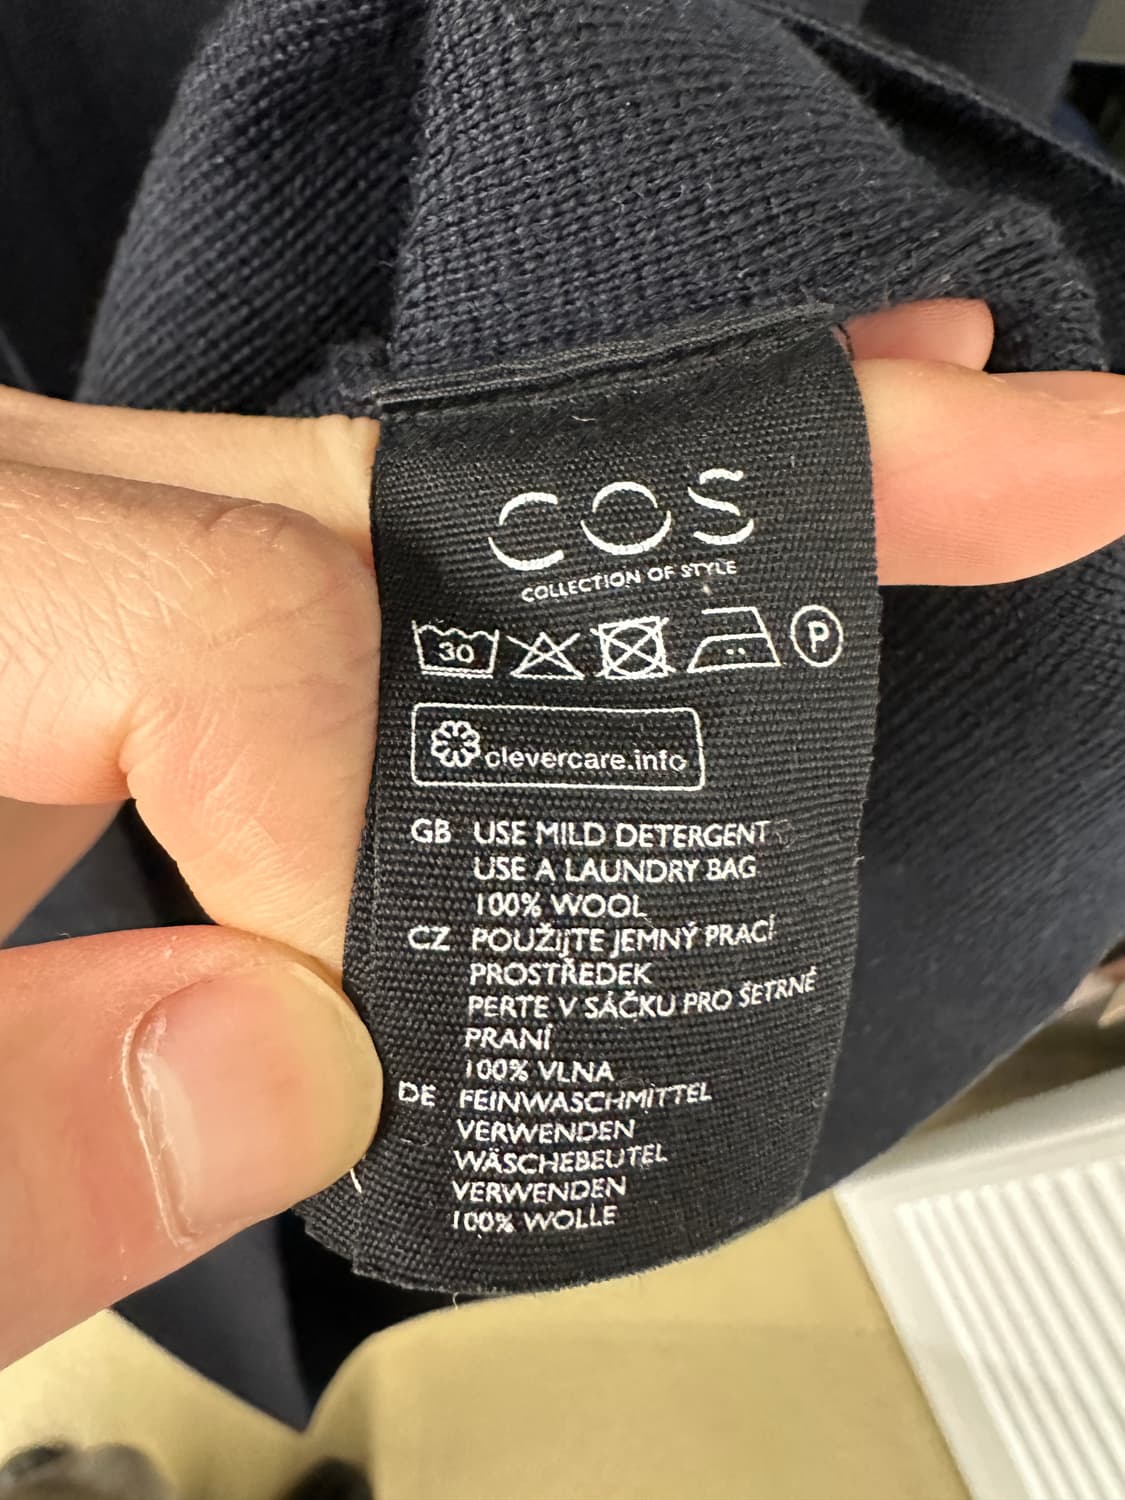 COS
COLLECTION OF STYLE
30 P
clevercare.info
GB USE MILD DETERGENT
USE A LAUNDRY BAG
100% WOOL
CZ POUŽIJTE JEMNÝ PRACÍ
PROSTŘEDEK
PERTE V SÁČKU PRO ŠETRNÉ
PRANÍ
100% VLNA
DE FEINWASCHMITTEL
VERWENDEN
WÄSCHEBEUTEL
VERWENDEN
100% WOLLE